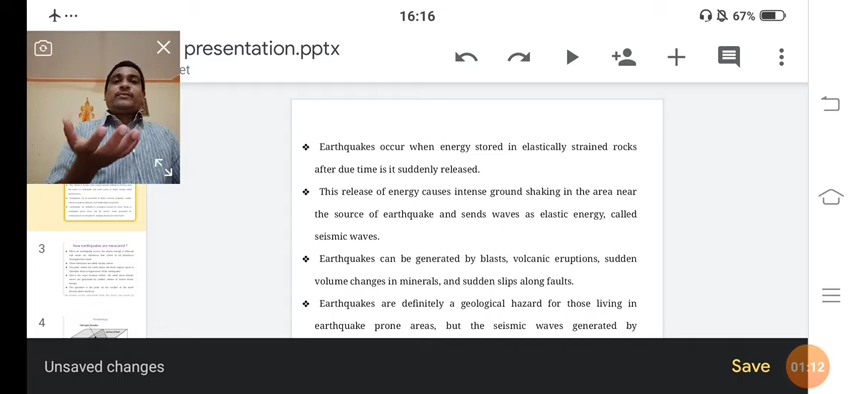 16:16
67%
presentation.pptx
et
Earthquakes occur when energy stored in elastically strained rocks
after due time is it suddenly released.
This release of energy causes intense ground shaking in the area near
the source of earthquake and sends waves as elastic energy, called
seismic waves.
Earthquakes can be generated by blasts, volcanic eruptions, sudden
volume changes in minerals, and sudden slips along faults.
Earthquakes are definitely a geological hazard for those living in
earthquake prone areas, but the seismic waves generated by
3
How earthquakes are measured ?
4
Unsaved changes
Save
01:12